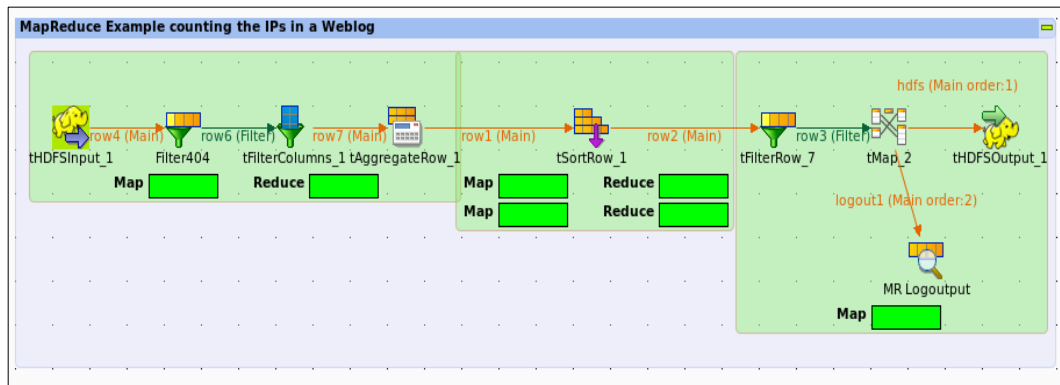 MapReduce Example counting the IPs in a Weblog
hdfs (Main order:1)
row4 (Main) row6 (Filter) row7 (Main) row1 (Main) row2 (Main) row3 (Filter)
tHDFSInput_1 Filter404 tFilterColumns_1 tAggregateRow_1 tSortRow_1 tFilterRow_7 tMap_2 tHDFSOutput_1
Map Reduce Map Reduce
logout1 (Main order:2)
Map Reduce
MR Logoutput
Map